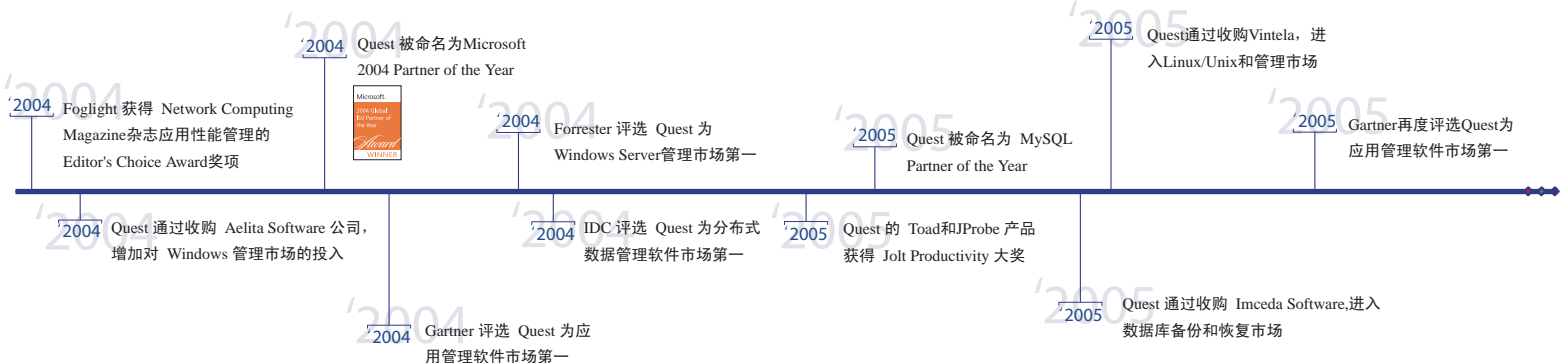 '2004
Foglight 获得 Network Computing
Magazine杂志应用性能管理的
Editor's Choice Award奖项
'2004
Quest 通过收购 Aelita Software 公司，
增加对 Windows 管理市场的投入
'2004
Quest 被命名为Microsoft
2004 Partner of the Year
Microsoft.
2004 Global
ISV Partner of
the Year
Award
WINNER
'2004
Gartner 评选 Quest 为应
用管理软件市场第一
'2004
Forrester 评选 Quest 为
Windows Server管理市场第一
'2004
IDC 评选 Quest 为分布式
数据管理软件市场第一
'2005
Quest 的 Toad和JProbe 产品
获得 Jolt Productivity 大奖
'2005
Quest 被命名为 MySQL
Partner of the Year
'2005
Quest 通过收购 Imceda Software,进入
数据库备份和恢复市场
'2005
Quest通过收购Vintela，进
入Linux/Unix和管理市场
'2005
Gartner再度评选Quest为
应用管理软件市场第一